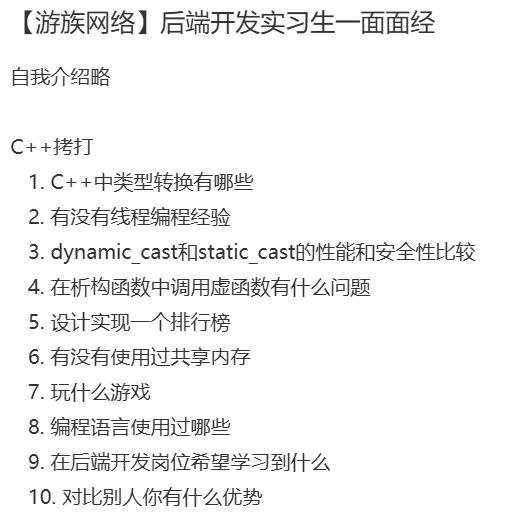 【游族网络】后端开发实习生一面面经
自我介绍略
C++拷打
1. C++中类型转换有哪些
2. 有没有线程编程经验
3. dynamic_cast和static_cast的性能和安全性比较
4. 在析构函数中调用虚函数有什么问题
5. 设计实现一个排行榜
6. 有没有使用过共享内存
7. 玩什么游戏
8. 编程语言使用过哪些
9. 在后端开发岗位希望学习到什么
10. 对比别人你有什么优势